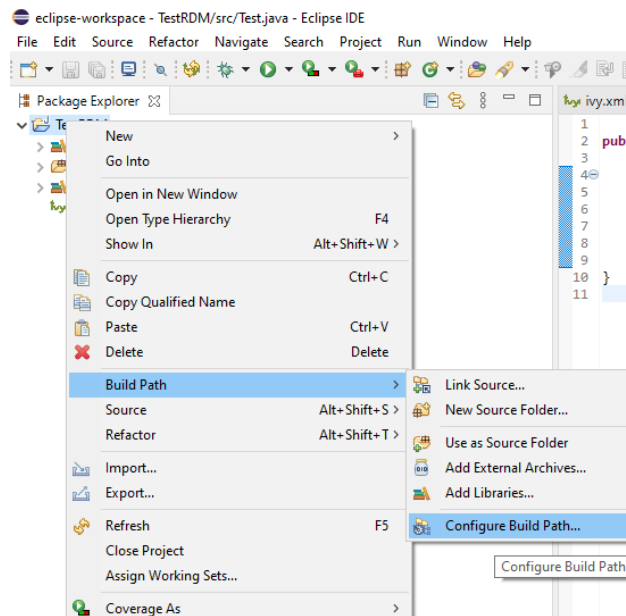 eclipse-workspace - TestRDM/src/Test.java - Eclipse IDE
File Edit Source Refactor Navigate Search Project Run Window Help
Package Explorer
ivy.xm
New
Go Into
Open in New Window
Open Type Hierarchy F4
Show In Alt+Shift+W >
Copy Ctrl+C
Copy Qualified Name
Paste Ctrl+V
Delete Delete
Build Path
Source Alt+Shift+S >
Refactor Alt+Shift+T >
Import...
Export...
Refresh F5
Close Project
Assign Working Sets...
Coverage As
Link Source...
New Source Folder...
Use as Source Folder
Add External Archives...
Add Libraries...
Configure Build Path...
Configure Build Path
1
2 pub
3
4
5
6
7
8
9
10 }
11